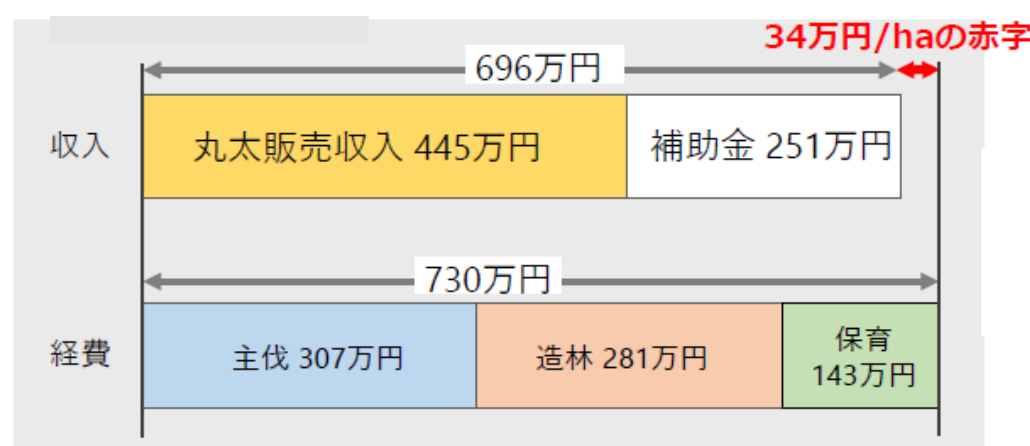 34万円/haの赤字
696万円
収入
丸太販売収入 445万円
補助金 251万円
730万円
経費
主伐 307万円
造林 281万円
保育
143万円